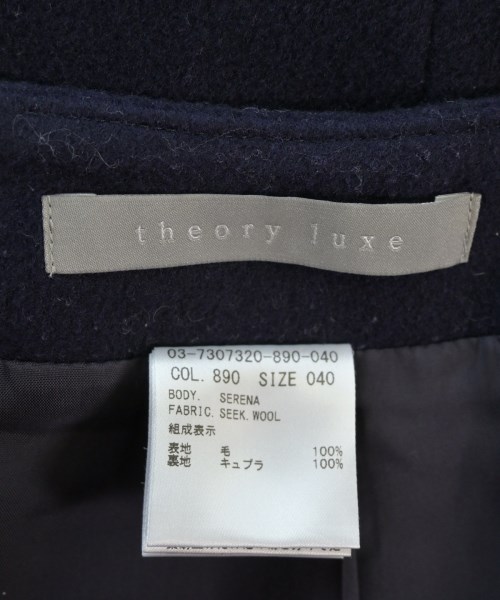 theory luxe
03-7307320-890-040
COL. 890 SIZE 040
BODY. SERENA
FABRIC. SEEK. WOOL
組成表示
表地 毛 100%
裏地 キュプラ 100%